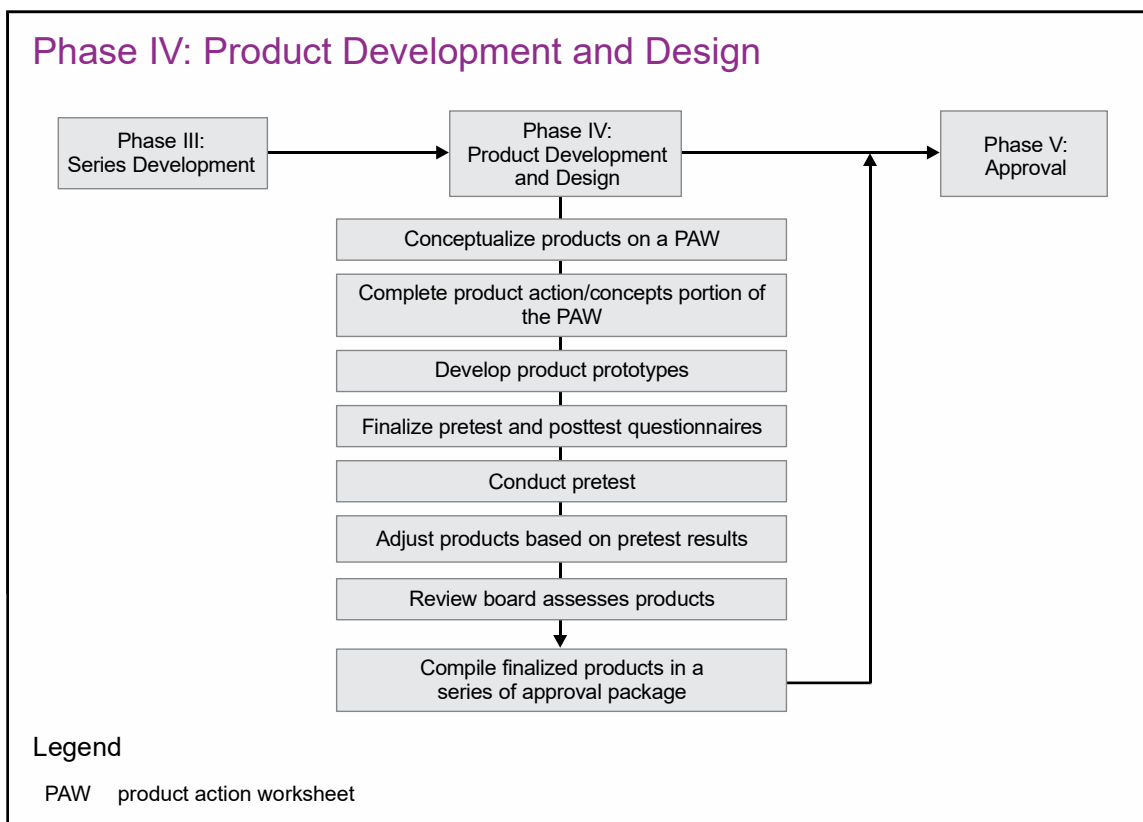 Phase IV: Product Development and Design
Phase III:
Series Development
Phase IV:
Product Development
and Design
Phase V:
Approval
Conceptualize products on a PAW
Complete product action/concepts portion of
the PAW
Develop product prototypes
Finalize pretest and posttest questionnaires
Conduct pretest
Adjust products based on pretest results
Review board assesses products
Compile finalized products in a
series of approval package
Legend
PAW product action worksheet